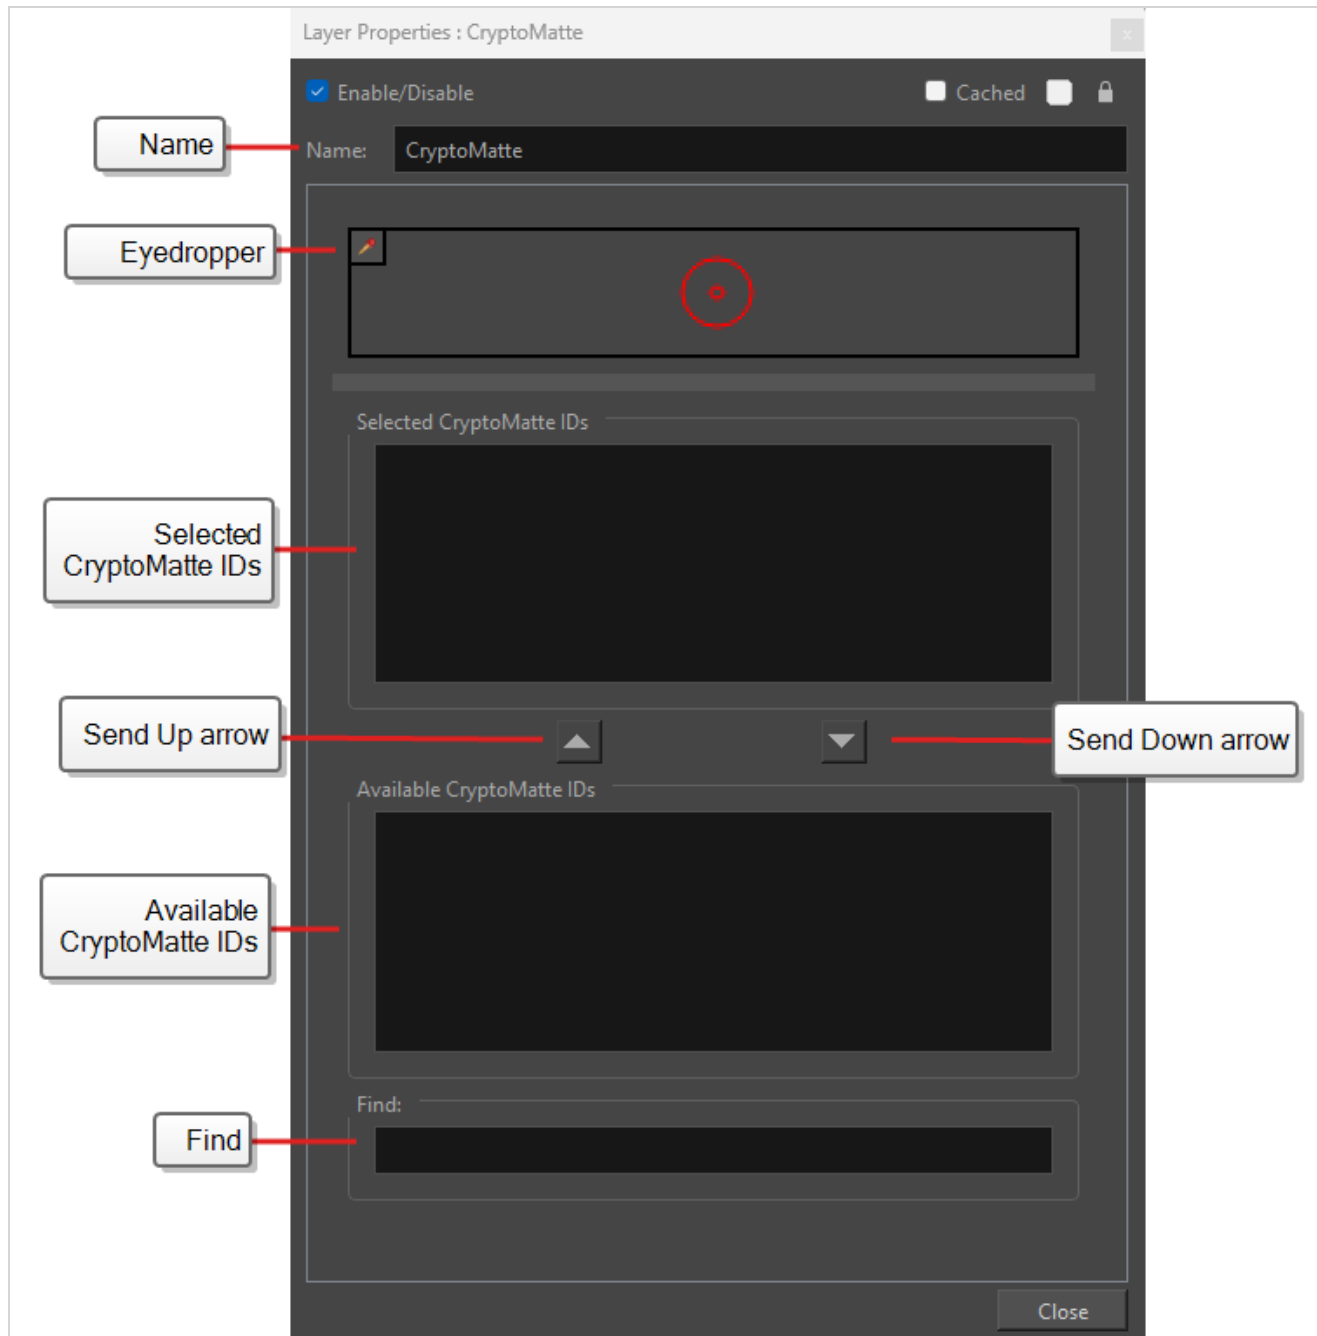 Layer Properties : CryptoMatte
x
Enable/Disable
Cached
Name
Name:
CryptoMatte
Eyedropper
Selected CryptoMatte IDs
Selected
CryptoMatte IDs
Send Up arrow
Send Down arrow
Available CryptoMatte IDs
Available
CryptoMatte IDs
Find:
Find
Close